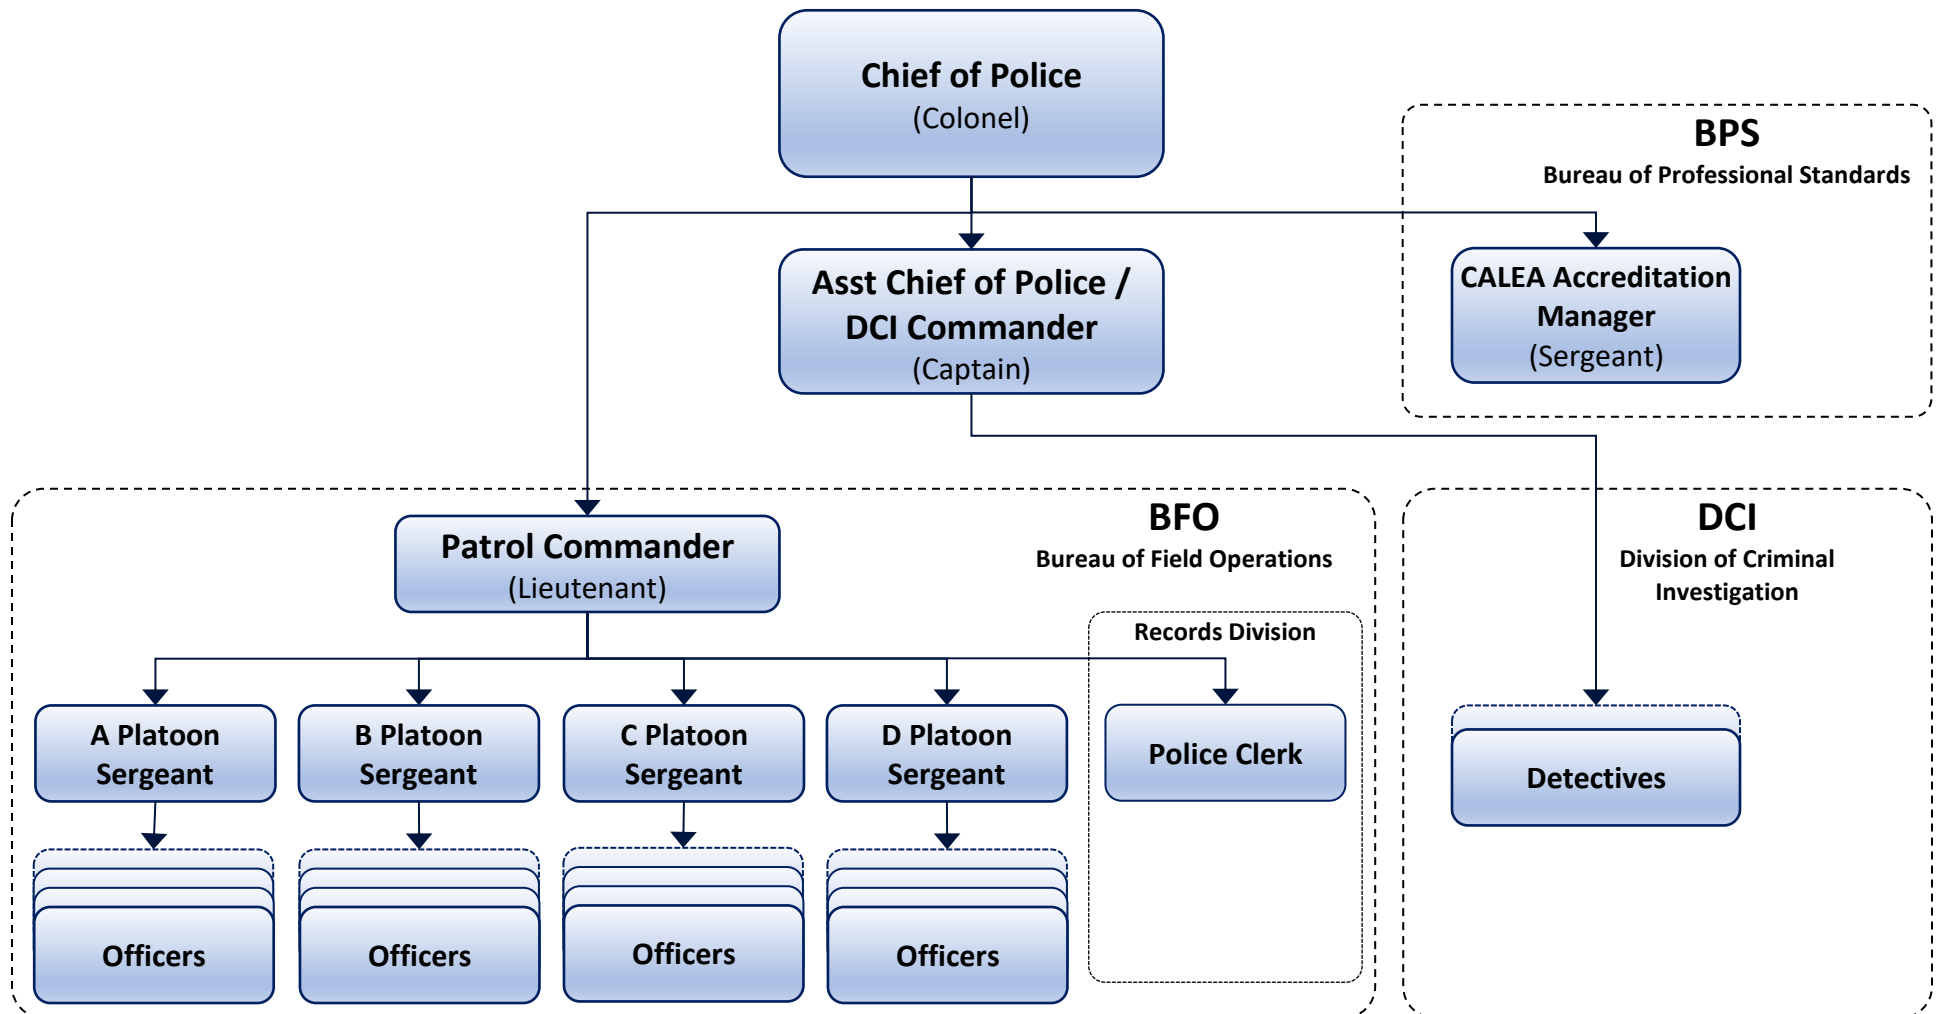 Chief of Police
(Colonel)
BPS
Bureau of Professional Standards
Asst Chief of Police /
DCI Commander
(Captain)
CALEA Accreditation
Manager
(Sergeant)
BFO
Bureau of Field Operations
Patrol Commander
(Lieutenant)
DCI
Division of Criminal
Investigation
Records Division
A Platoon
Sergeant
B Platoon
Sergeant
C Platoon
Sergeant
D Platoon
Sergeant
Police Clerk
Detectives
Officers
Officers
Officers
Officers